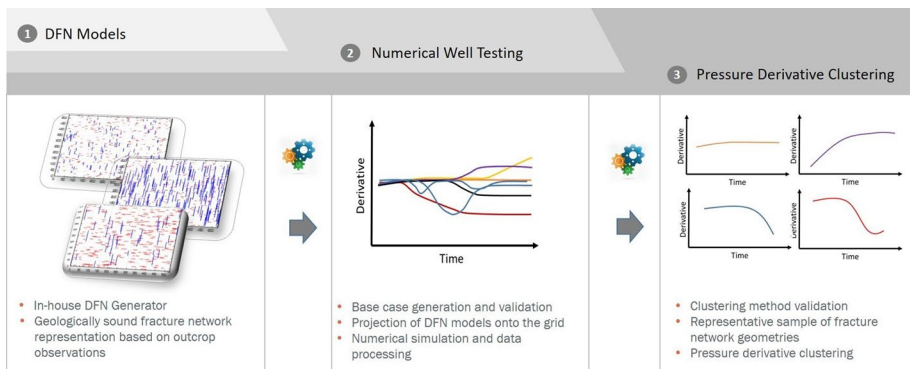 1 DFN Models
2 Numerical Well Testing
3 Pressure Derivative Clustering
Derivative
Time
Derivative
Time
Derivative
Time
Derivative
Time
Time
• In-house DFN Generator
• Geologically sound fracture network
representation based on outcrop
observations
• Base case generation and validation
• Projection of DFN models onto the grid
• Numerical simulation and data
processing
• Clustering method validation
• Representative sample of fracture
network geometries
• Pressure derivative clustering